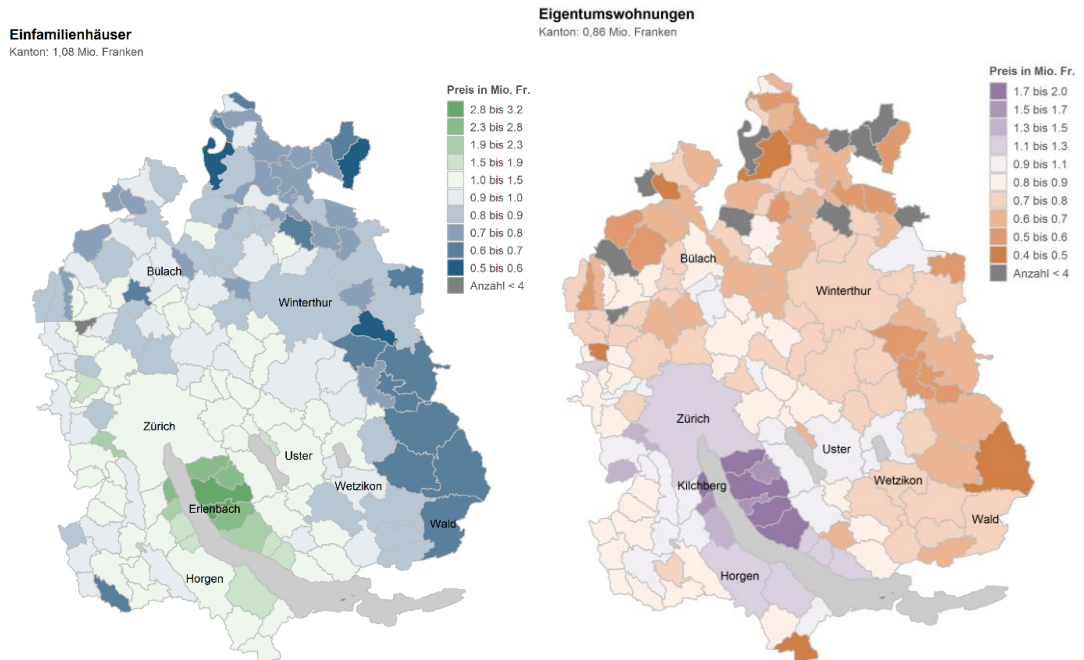 Einfamilienhäuser
Kanton: 1,08 Mio. Franken
Preis in Mio. Fr.
2.8 bis 3.2
2.3 bis 2.8
1.9 bis 2.3
1.5 bis 1.9
1.0 bis 1.5
0.9 bis 1.0
0.8 bis 0.9
0.7 bis 0.8
0.6 bis 0.7
0.5 bis 0.6
Anzahl < 4
Bülach
Winterthur
Zürich
Uster
Wetzikon
Erlenbach
Wald
Horgen
Eigentumswohnungen
Kanton: 0,86 Mio. Franken
Preis in Mio. Fr.
1.7 bis 2.0
1.5 bis 1.7
1.3 bis 1.5
1.1 bis 1.3
0.9 bis 1.1
0.8 bis 0.9
0.7 bis 0.8
0.6 bis 0.7
0.5 bis 0.6
0.4 bis 0.5
Anzahl < 4
Bülach
Winterthur
Zürich
Uster
Kilchberg
Wetzikon
Wald
Horgen